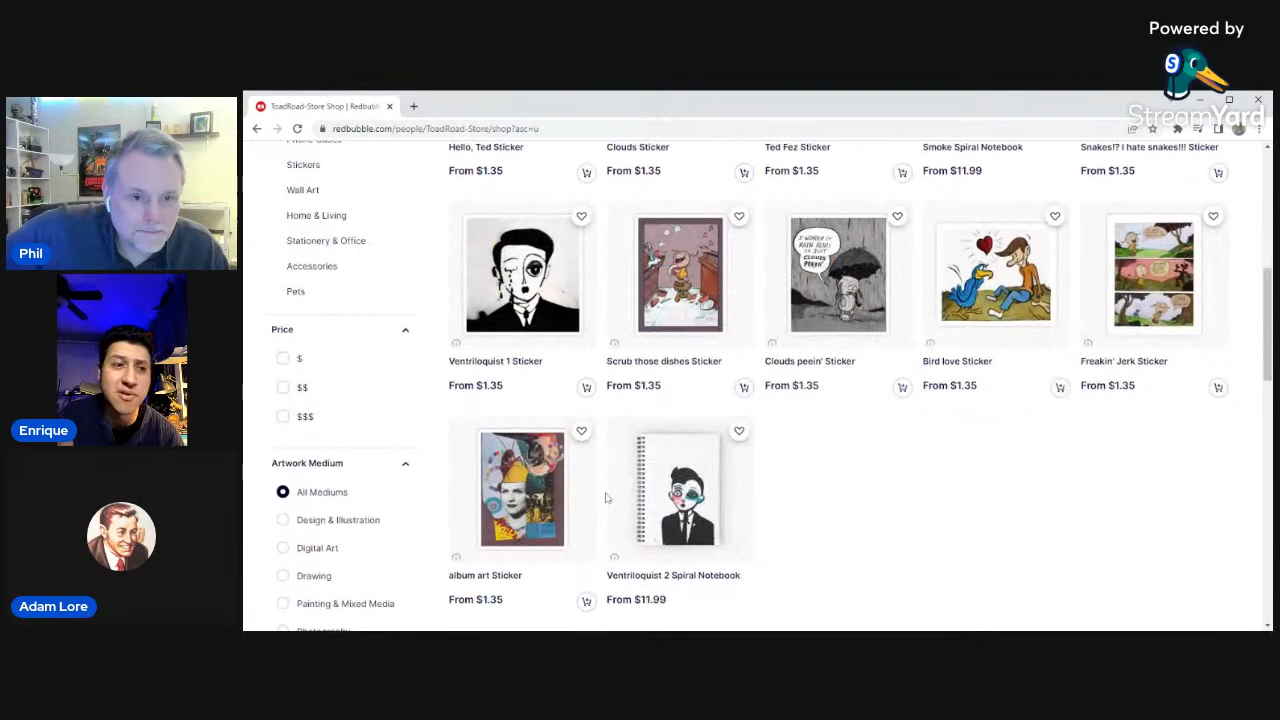 Powered by
S
StreamYard
ToadRoad-Store Shop | Redbubb
redbubble.com/people/ToadRoad-Store/shop?asc=u
Phone Cases
Stickers
Wall Art
Home & Living
Stationery & Office
Accessories
Pets
Price
$
$$
$$$
Artwork Medium
All Mediums
Design & Illustration
Digital Art
Drawing
Painting & Mixed Media
Photography
Hello, Ted Sticker
From $1.35
Clouds Sticker
From $1.35
Ted Fez Sticker
From $1.35
Smoke Spiral Notebook
From $11.99
Snakes!? I hate snakes!!! Sticker
From $1.35
Ventriloquist 1 Sticker
From $1.35
Scrub those dishes Sticker
From $1.35
Clouds peein' Sticker
From $1.35
Bird love Sticker
From $1.35
Freakin' Jerk Sticker
From $1.35
album art Sticker
From $1.35
Ventriloquist 2 Spiral Notebook
From $11.99
Phil
Enrique
Adam Lore